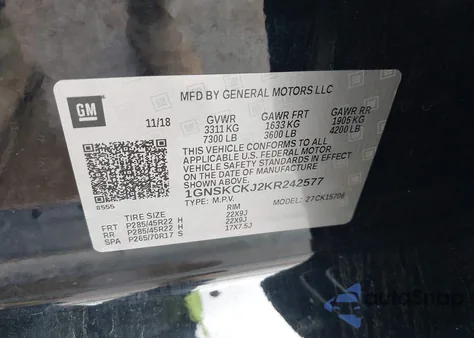 GM
MFD BY GENERAL MOTORS LLC
11/18 GVWR GAWR FRT GAWR RR
3311 KG 1633 KG 1905 KG
7300 LB 3600 LB 4200 LB
THIS VEHICLE CONFORMS TO ALL
APPLICABLE U.S. FEDERAL MOTOR
VEHICLE SAFETY STANDARDS IN EFFECT
ON THE DATE OF MANUFACTURE SHOWN ABOVE.
1GNSKCKJ2KR242577
TYPE: M.P.V. MODEL: 27CK15706
8555
TIRE SIZE RIM
FRT P285/45R22 H 22X9J
RR P285/45R22 H 22X9J
SPA P265/70R17 S 17X7.5J
autoSnap